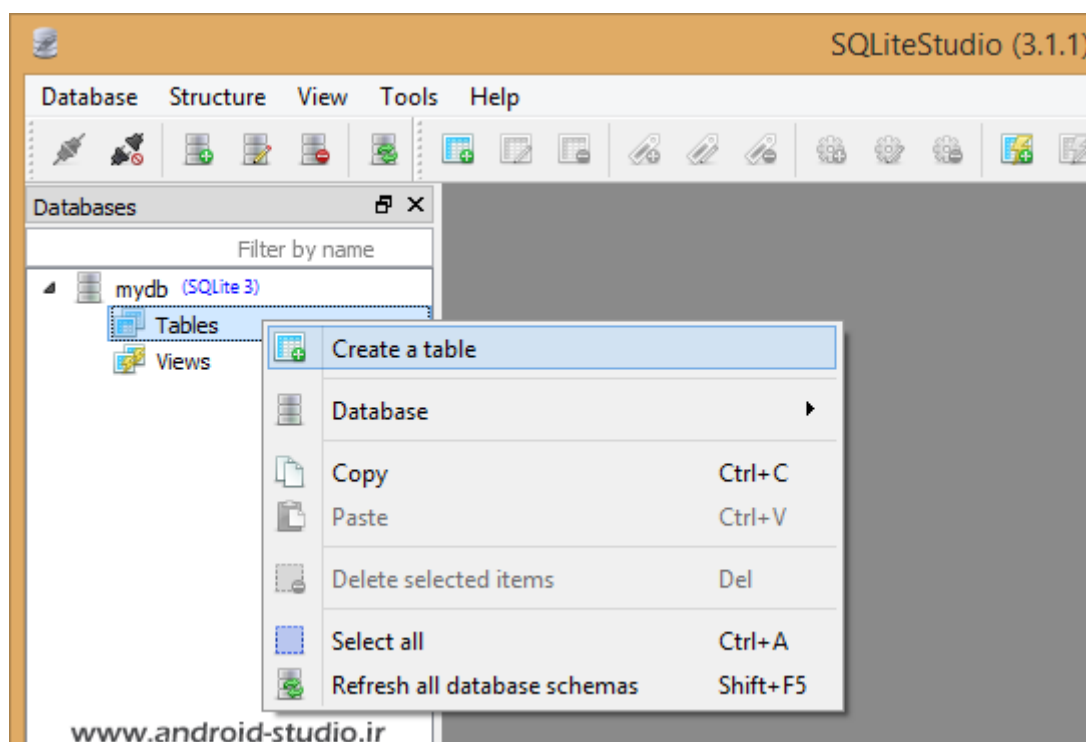 SQLiteStudio (3.1.1)
Database Structure View Tools Help
Databases
Filter by name
mydb (SQLite 3)
Tables
Views
Create a table
Database
Copy Ctrl+C
Paste Ctrl+V
Delete selected items Del
Select all Ctrl+A
Refresh all database schemas Shift+F5
www.android-studio.ir